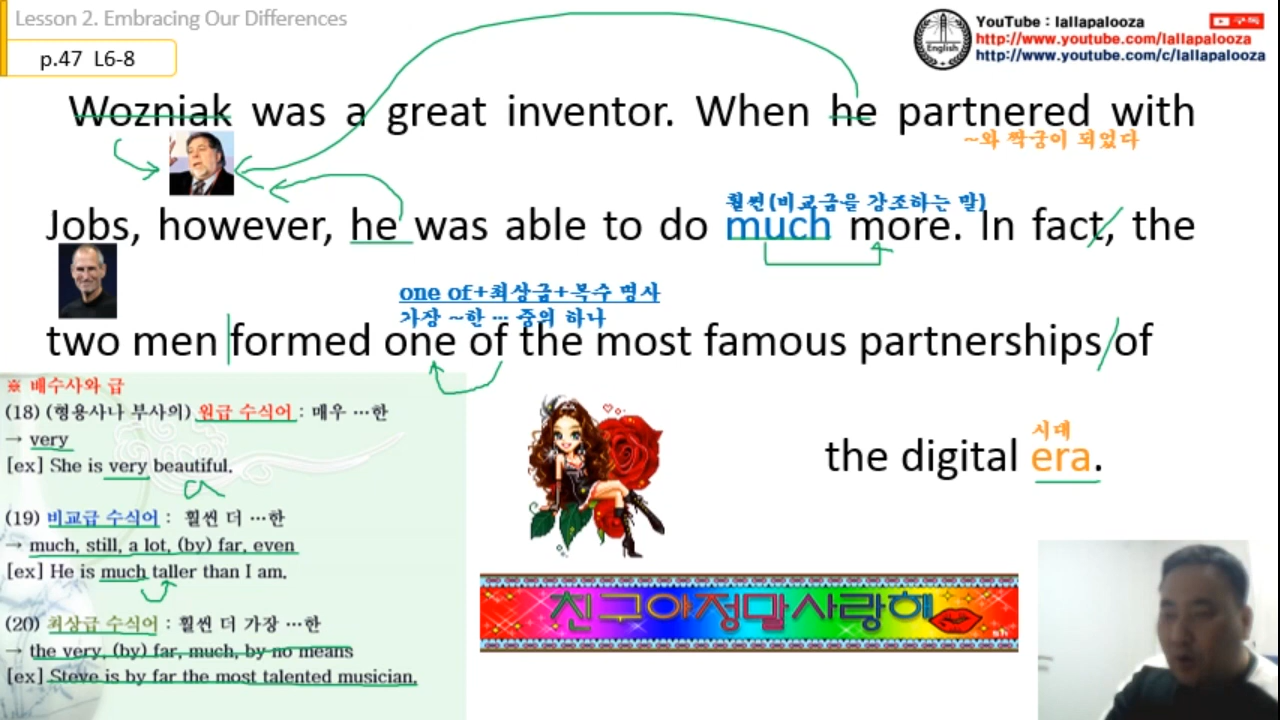 Lesson 2. Embracing Our Differences
p.47 L6-8
English
YouTube : lallapalooza
구독
http://www.youtube.com/lallapalooza
http://www.youtube.com/c/lallapalooza
Wozniak was a great inventor. When he partnered with
~와 짝궁이 되었다
훨씬(비교급을 강조하는 말)
Jobs, however, he was able to do much more. In fact, the
one of+최상급+복수 명사
가장 ~한 … 중의 하나
two men formed one of the most famous partnerships of
시대
the digital era.
※ 배수사와 급
(18) (형용사나 부사의) 원급 수식어 : 매우 …한
→ very
[ex] She is very beautiful.
(19) 비교급 수식어 : 훨씬 더 …한
→ much, still, a lot, (by) far, even
[ex] He is much taller than I am.
(20) 최상급 수식어 : 훨씬 더 가장 …한
→ the very, (by) far, much, by no means
[ex] Steve is by far the most talented musician.
친구야정말사랑해